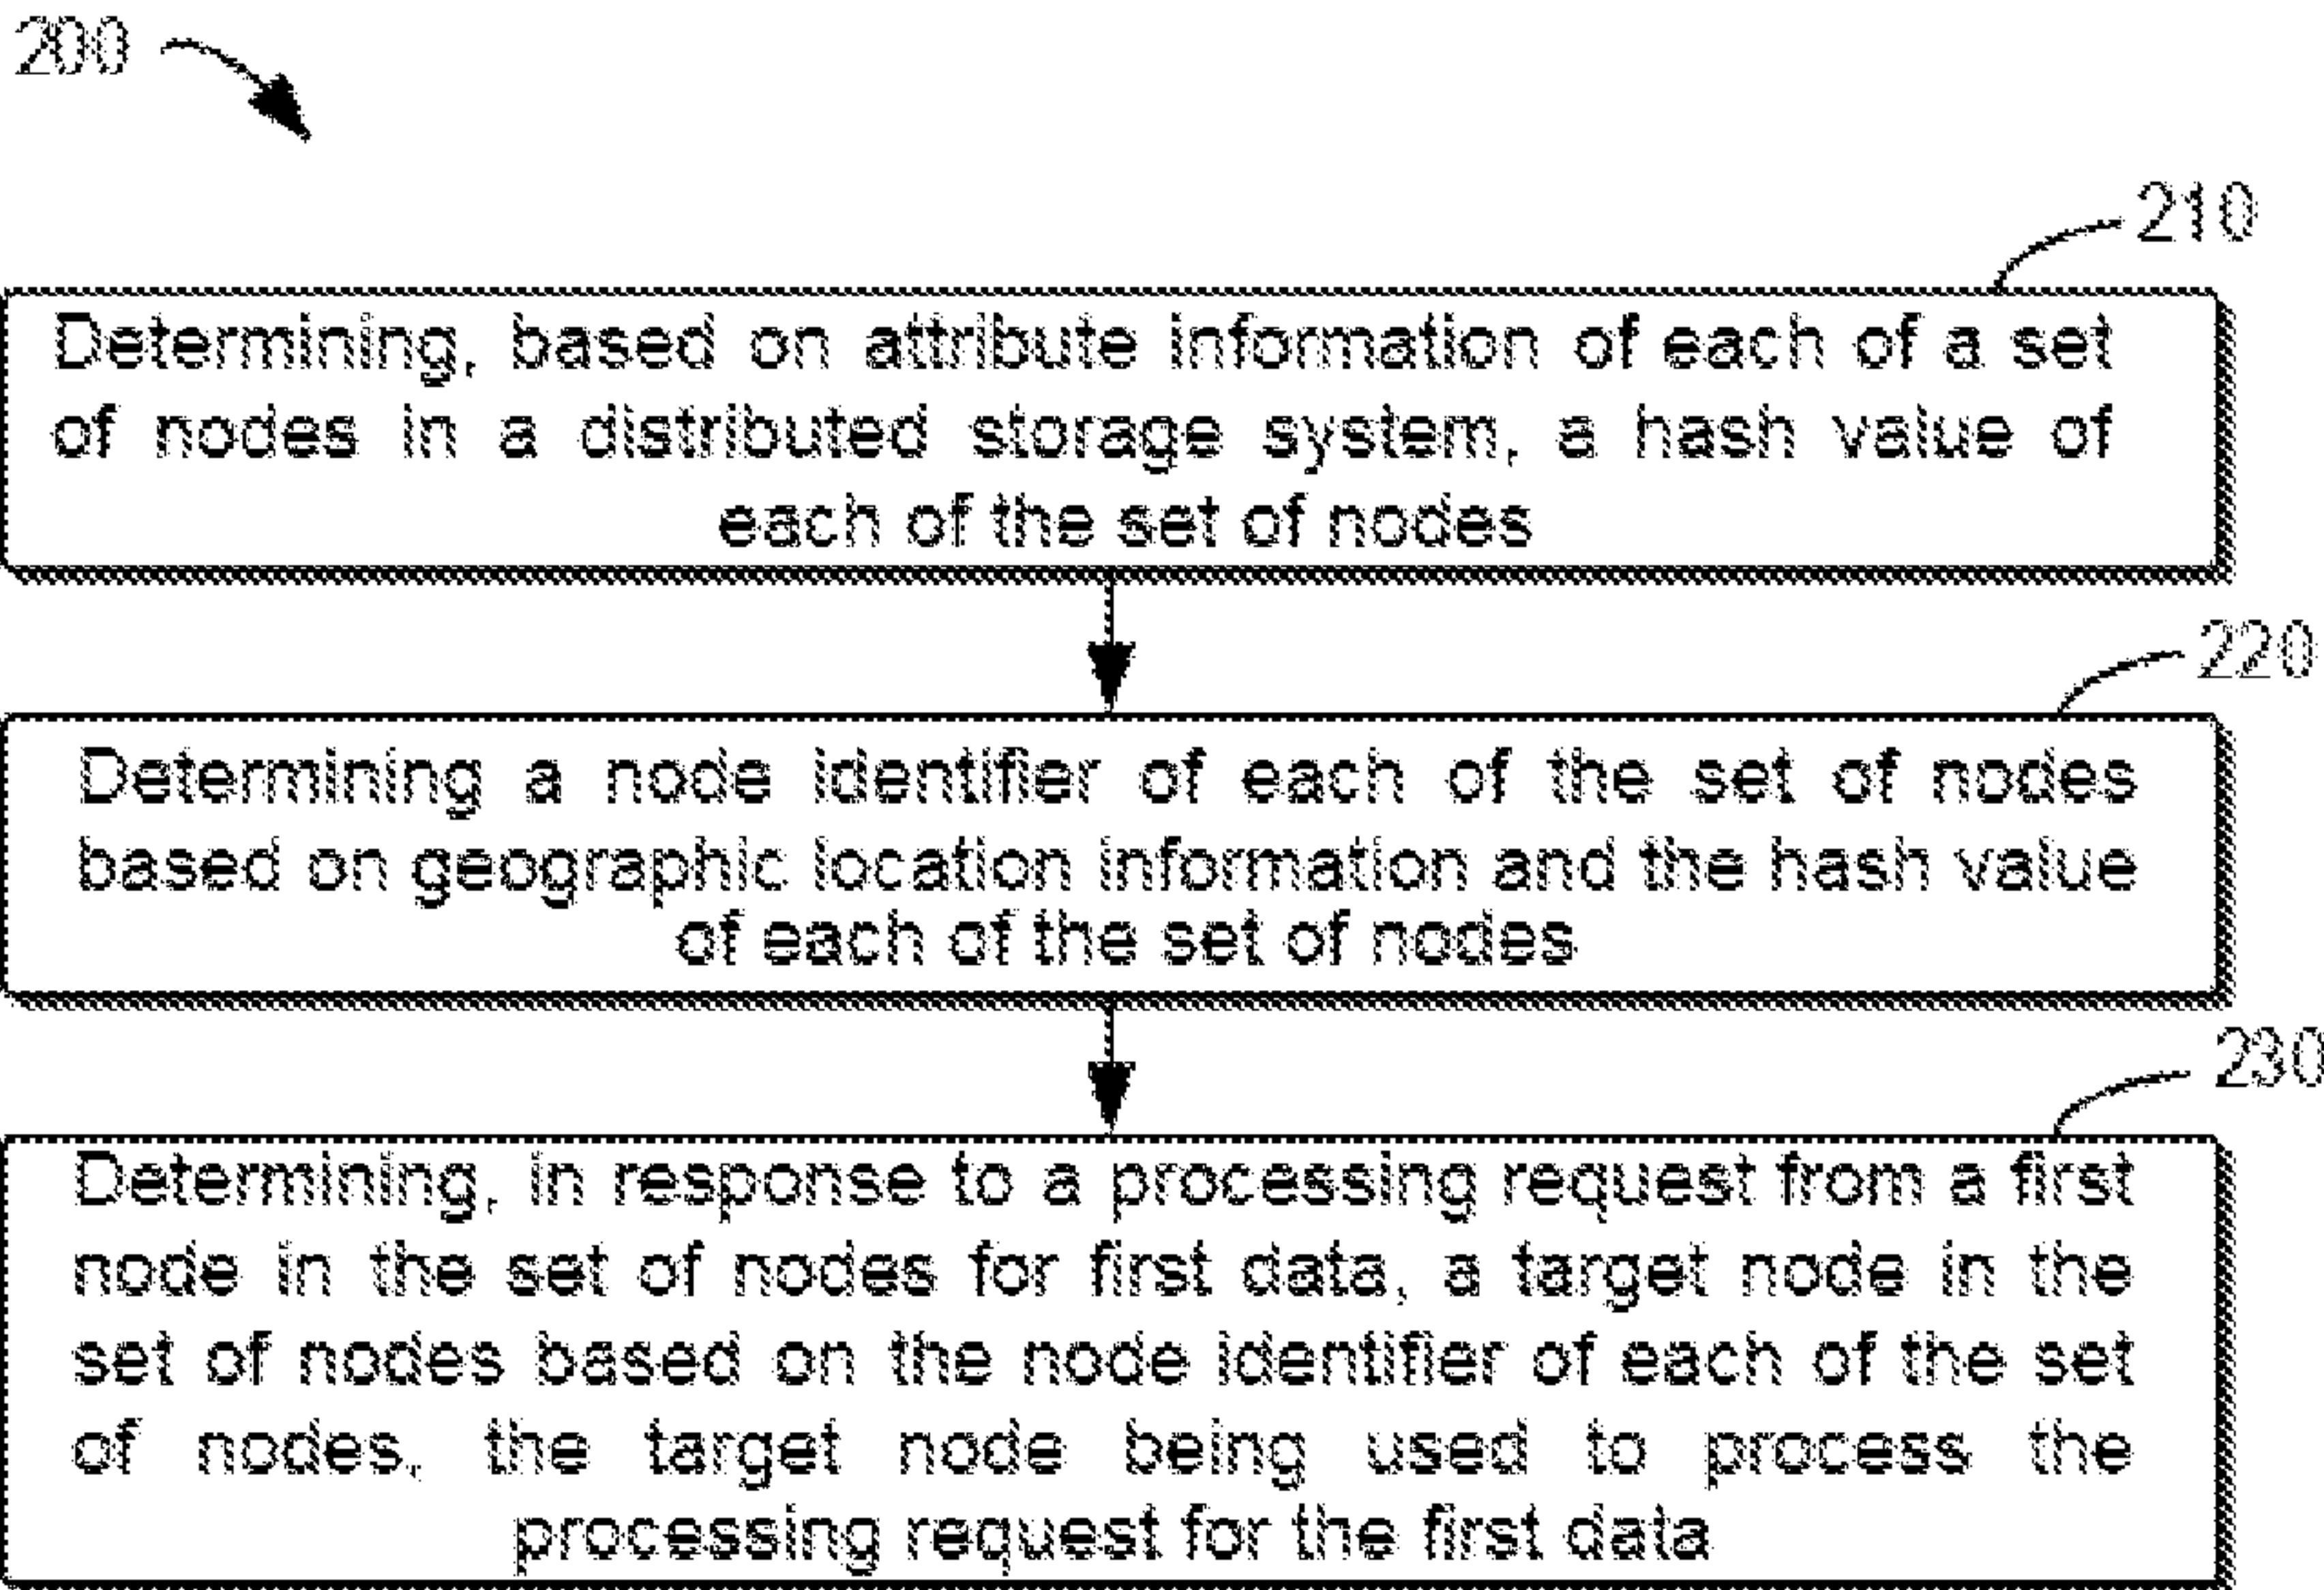 200
210
Determining, based on attribute information of each of a set
of nodes in a distributed storage system, a hash value of
each of the set of nodes
220
Determining a node identifier of each of the set of nodes
based on geographic location information and the hash value
of each of the set of nodes
230
Determining, in response to a processing request from a first
node in the set of nodes for first data, a target node in the
set of nodes based on the node identifier of each of the set
of nodes, the target node being used to process the
processing request for the first data